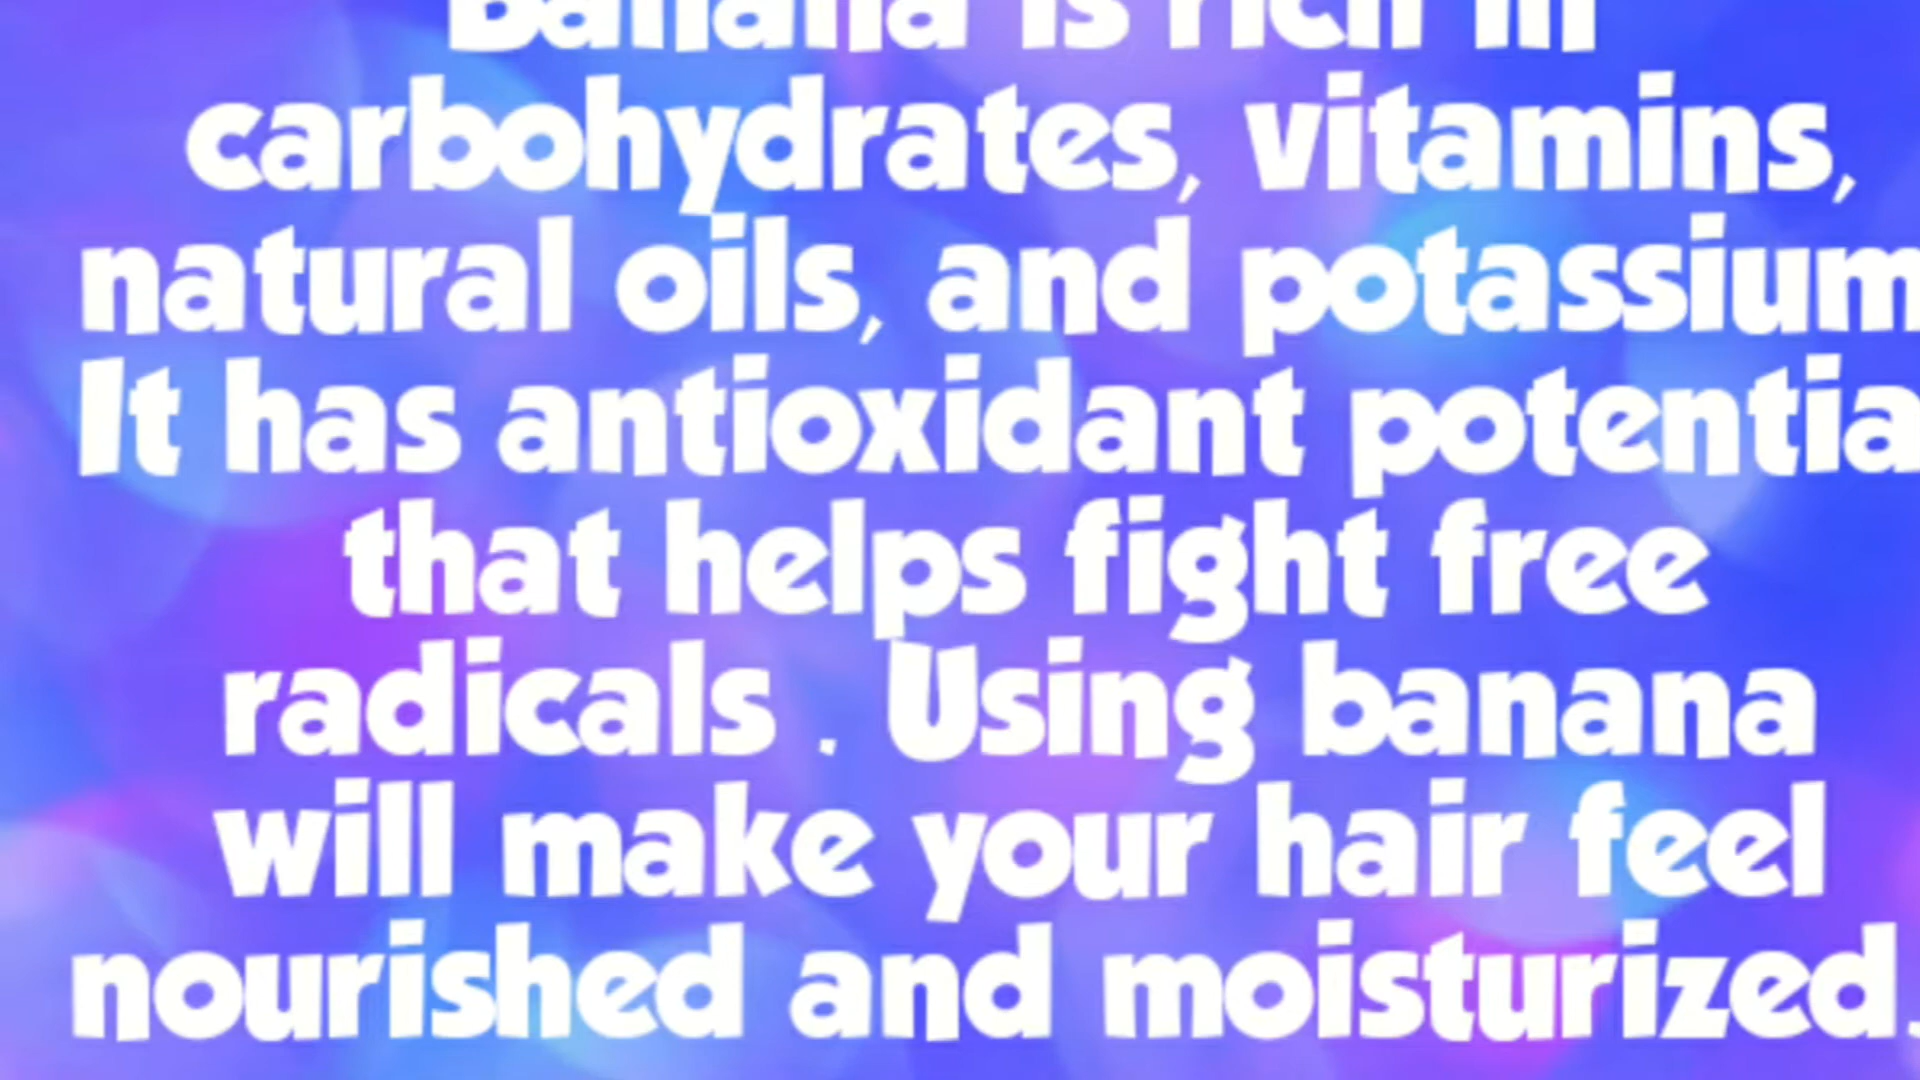 Banana is rich in
carbohydrates, vitamins,
natural oils, and potassium
It has antioxidant potentia
that helps fight free
radicals . Using banana
will make your hair feel
nourished and moisturized.